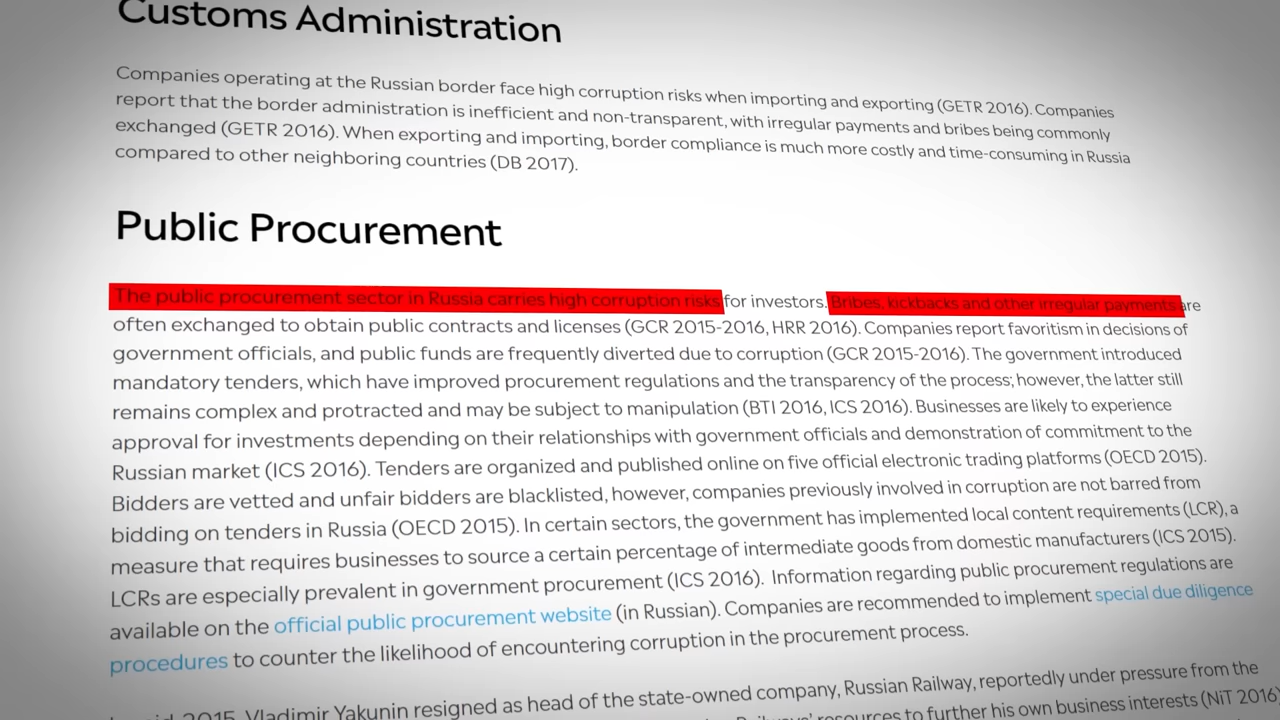 Customs Administration
Companies operating at the Russian border face high corruption risks when importing and exporting (GETR 2016). Companies
report that the border administration is inefficient and non-transparent, with irregular payments and bribes being commonly
exchanged (GETR 2016). When exporting and importing, border compliance is much more costly and time-consuming in Russia
compared to other neighboring countries (DB 2017).
Public Procurement
The public procurement sector in Russia carries high corruption risks for investors. Bribes, kickbacks and other irregular payments are
often exchanged to obtain public contracts and licenses (GCR 2015-2016, HRR 2016). Companies report favoritism in decisions of
government officials, and public funds are frequently diverted due to corruption (GCR 2015-2016). The government introduced
mandatory tenders, which have improved procurement regulations and the transparency of the process; however, the latter still
remains complex and protracted and may be subject to manipulation (BTI 2016, ICS 2016). Businesses are likely to experience
approval for investments depending on their relationships with government officials and demonstration of commitment to the
Russian market (ICS 2016). Tenders are organized and published online on five official electronic trading platforms (OECD 2015).
Bidders are vetted and unfair bidders are blacklisted, however, companies previously involved in corruption are not barred from
bidding on tenders in Russia (OECD 2015). In certain sectors, the government has implemented local content requirements (LCR), a
measure that requires businesses to source a certain percentage of intermediate goods from domestic manufacturers (ICS 2015).
LCRs are especially prevalent in government procurement (ICS 2016). Information regarding public procurement regulations are
available on the official public procurement website (in Russian). Companies are recommended to implement special due diligence
procedures to counter the likelihood of encountering corruption in the procurement process.
2015, Vladimir Yakunin resigned as head of the state-owned company, Russian Railway, reportedly under pressure from the
resources to further his own business interests (NiT 2016)